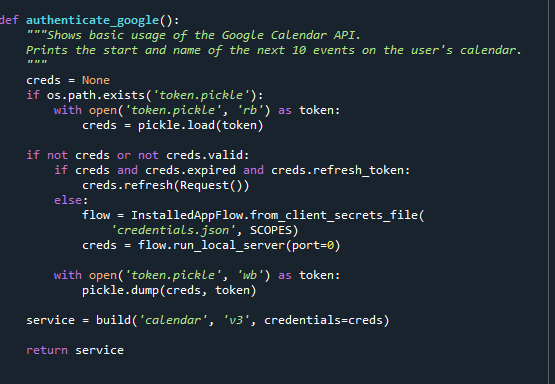 def authenticate_google():
    """Shows basic usage of the Google Calendar API.
    Prints the start and name of the next 10 events on the user's calendar.
    """
    creds = None
    if os.path.exists('token.pickle'):
        with open('token.pickle', 'rb') as token:
            creds = pickle.load(token)

    if not creds or not creds.valid:
        if creds and creds.expired and creds.refresh_token:
            creds.refresh(Request())
        else:
            flow = InstalledAppFlow.from_client_secrets_file(
                'credentials.json', SCOPES)
            creds = flow.run_local_server(port=0)

        with open('token.pickle', 'wb') as token:
            pickle.dump(creds, token)

    service = build('calendar', 'v3', credentials=creds)

    return service